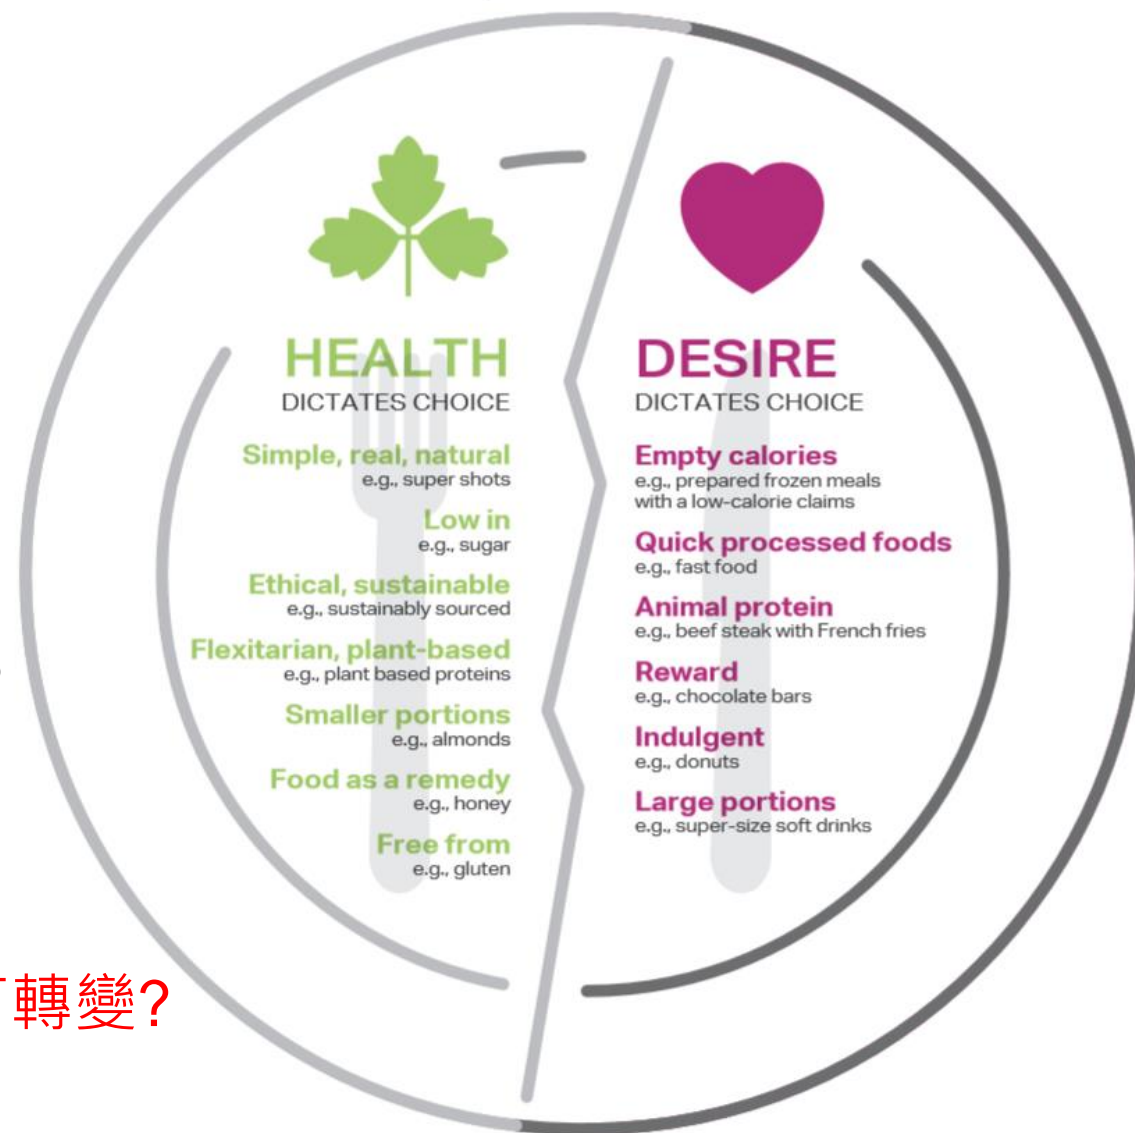 HEALTH
DICTATES CHOICE
Simple, real, natural
e.g., super shots
Low in
e.g., sugar
Ethical, sustainable
e.g., sustainably sourced
Flexitarian, plant-based
e.g., plant based proteins
Smaller portions
e.g., almonds
Food as a remedy
e.g., honey
Free from
e.g., gluten
DESIRE
DICTATES CHOICE
Empty calories
e.g., prepared frozen meals
with a low-calorie claims
Quick processed foods
e.g., fast food
Animal protein
e.g., beef steak with French fries
Reward
e.g., chocolate bars
Indulgent
e.g., donuts
Large portions
e.g., super-size soft drinks
轉變?